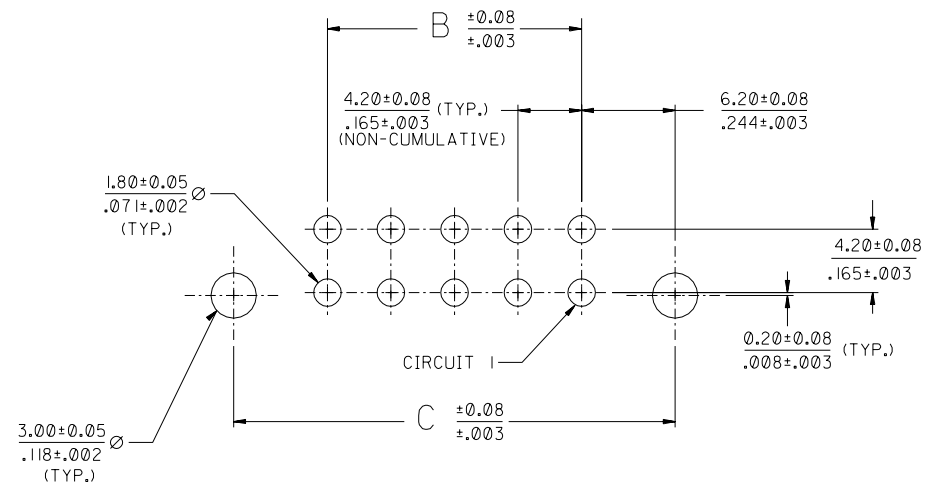 B ±0.08
±.003
4.20±0.08 (TYP.)
.165±.003
(NON-CUMULATIVE)
6.20±0.08
.244±.003
1.80±0.05 Ø
.071±.002
(TYP.)
4.20±0.08
.165±.003
0.20±0.08 (TYP.)
.008±.003
CIRCUIT 1
C ±0.08
±.003
3.00±0.05 Ø
.118±.002
(TYP.)